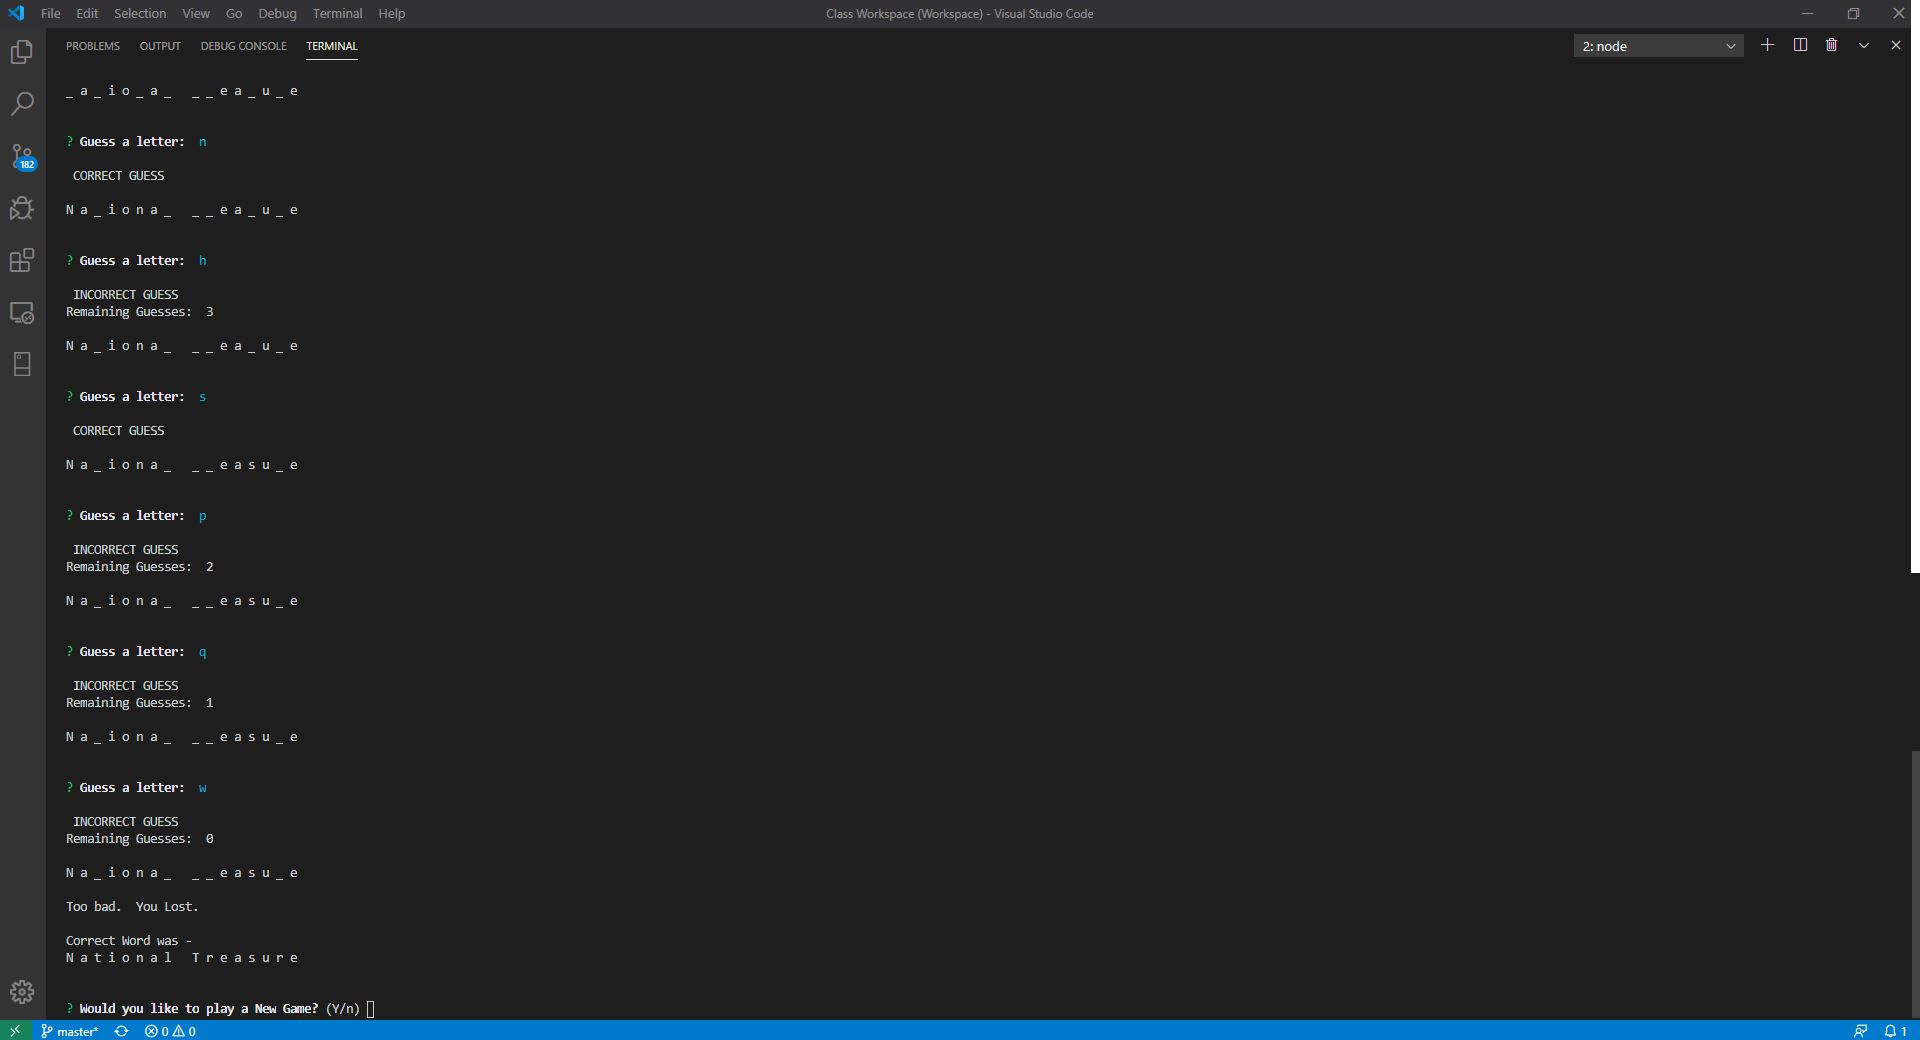 File Edit Selection View Go Debug Terminal Help Class Workspace (Workspace) - Visual Studio Code
PROBLEMS OUTPUT DEBUG CONSOLE TERMINAL 2: node
182
_ a _ i o _ a _   _ _ e a _ u _ e
? Guess a letter:  n
CORRECT GUESS
N a _ i o n a _   _ _ e a _ u _ e
? Guess a letter:  h
INCORRECT GUESS
Remaining Guesses:  3
N a _ i o n a _   _ _ e a _ u _ e
? Guess a letter:  s
CORRECT GUESS
N a _ i o n a _   _ _ e a s u _ e
? Guess a letter:  p
INCORRECT GUESS
Remaining Guesses:  2
N a _ i o n a _   _ _ e a s u _ e
? Guess a letter:  q
INCORRECT GUESS
Remaining Guesses:  1
N a _ i o n a _   _ _ e a s u _ e
? Guess a letter:  w
INCORRECT GUESS
Remaining Guesses:  0
N a _ i o n a _   _ _ e a s u _ e
Too bad.  You Lost.
Correct Word was -
N a t i o n a l   T r e a s u r e
? Would you like to play a New Game? (Y/n)
master* 0 0 1